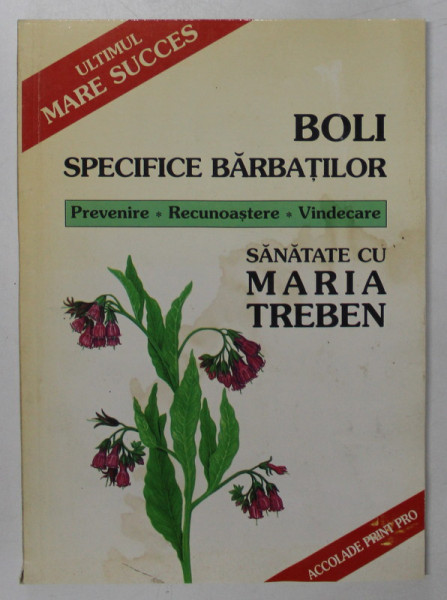 ULTIMUL
MARE SUCCES
BOLI
SPECIFICE BĂRBAȚILOR
Prevenire • Recunoaștere • Vindecare
SĂNĂTATE CU
MARIA
TREBEN
ACCOLADE PRINT PRO